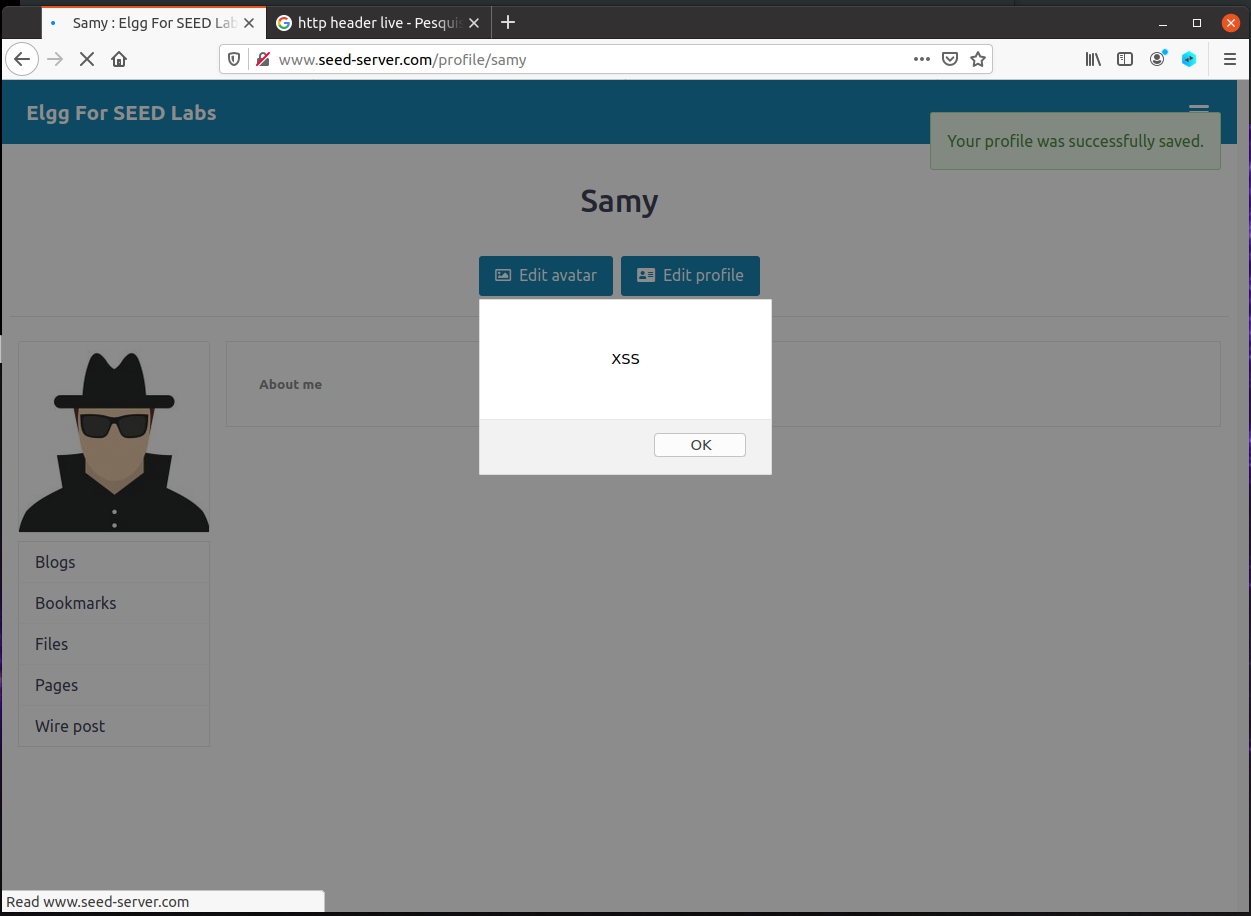 Samy : Elgg For SEED Lab
http header live - Pesquis
www.seed-server.com/profile/samy
Elgg For SEED Labs
Your profile was successfully saved.
Samy
Edit avatar
Edit profile
XSS
OK
About me
Blogs
Bookmarks
Files
Pages
Wire post
Read www.seed-server.com